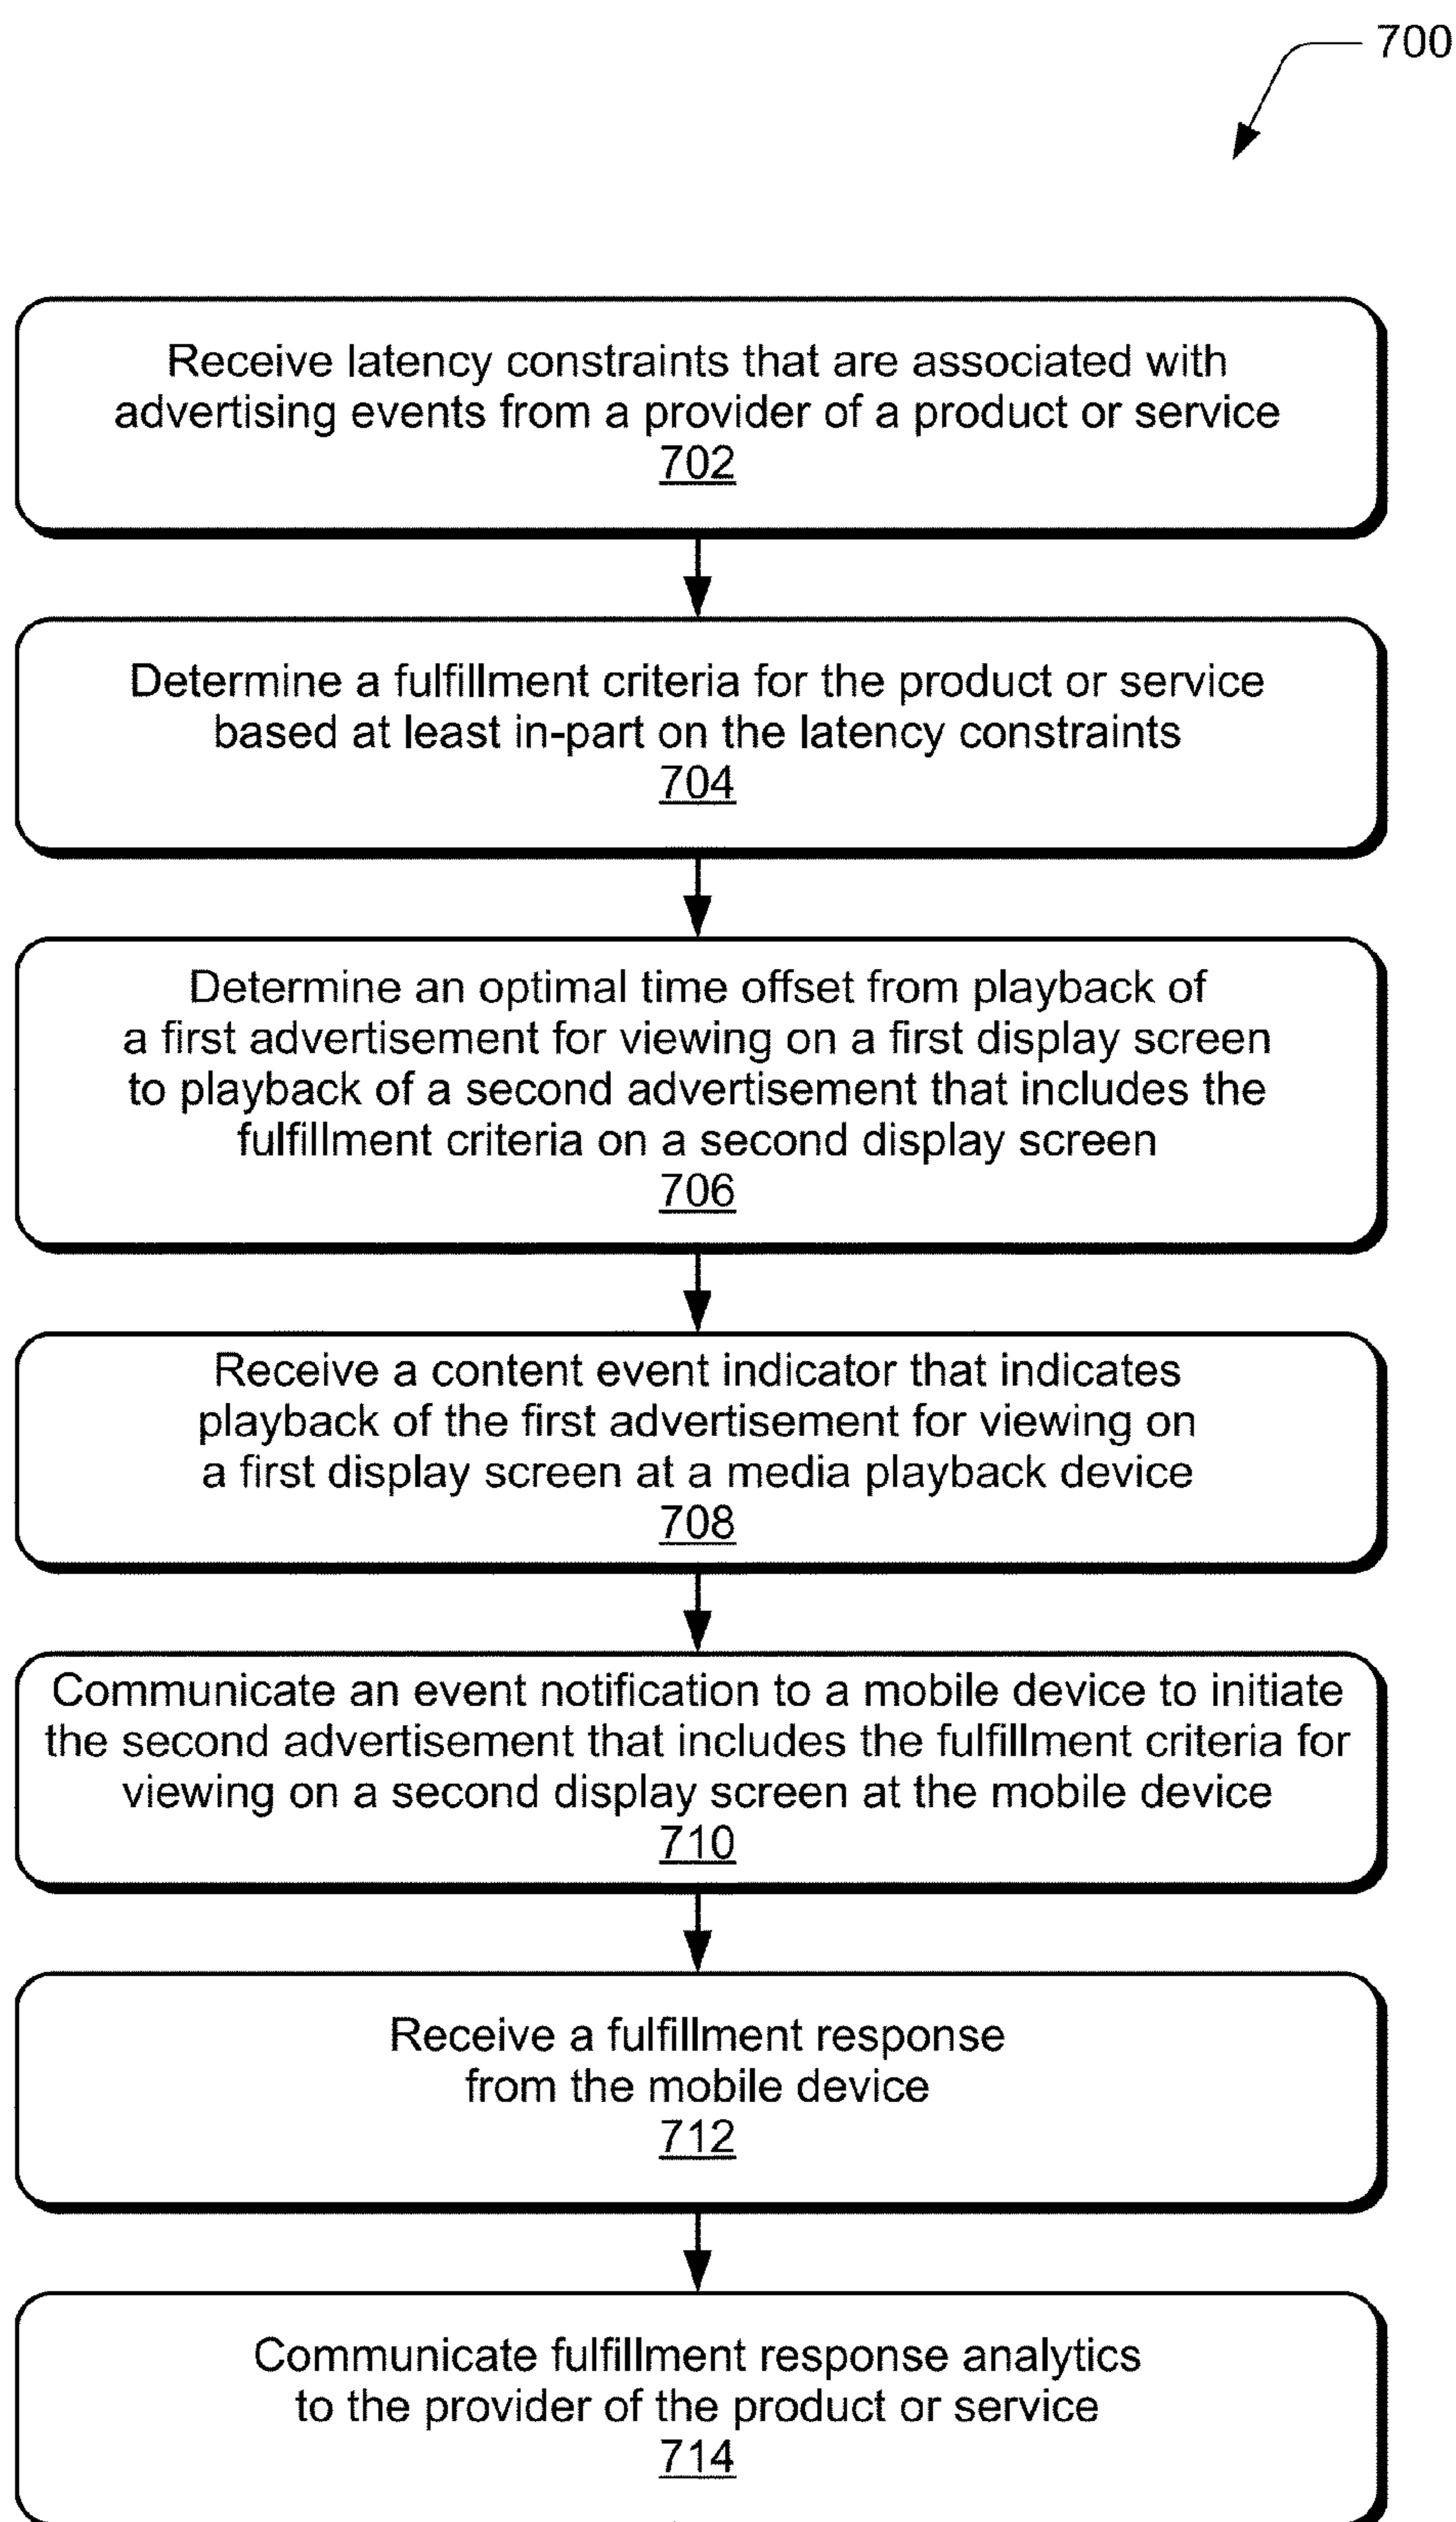 700
Receive latency constraints that are associated with
advertising events from a provider of a product or service
702
Determine a fulfillment criteria for the product or service
based at least in-part on the latency constraints
704
Determine an optimal time offset from playback of
a first advertisement for viewing on a first display screen
to playback of a second advertisement that includes the
fulfillment criteria on a second display screen
706
Receive a content event indicator that indicates
playback of the first advertisement for viewing on
a first display screen at a media playback device
708
Communicate an event notification to a mobile device to initiate
the second advertisement that includes the fulfillment criteria for
viewing on a second display screen at the mobile device
710
Receive a fulfillment response
from the mobile device
712
Communicate fulfillment response analytics
to the provider of the product or service
714